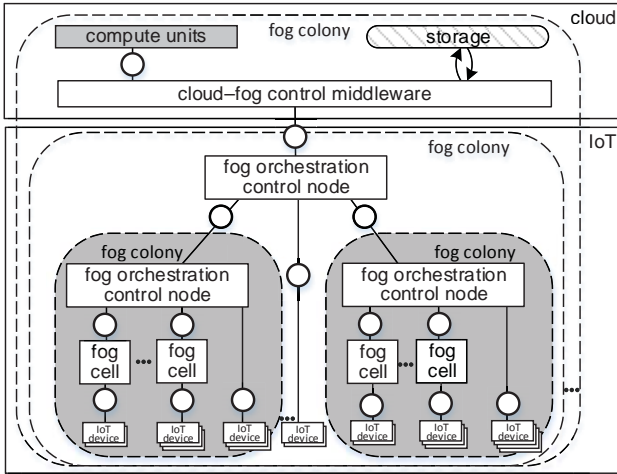 cloud
compute units
fog colony
storage
cloud–fog control middleware
IoT
fog colony
fog orchestration
control node
fog colony
fog orchestration
control node
fog colony
fog orchestration
control node
fog
cell
...
fog
cell
fog
cell
...
fog
cell
...
...
IoT
device
IoT
device
IoT
device
...
IoT
device
IoT
device
IoT
device
IoT
device